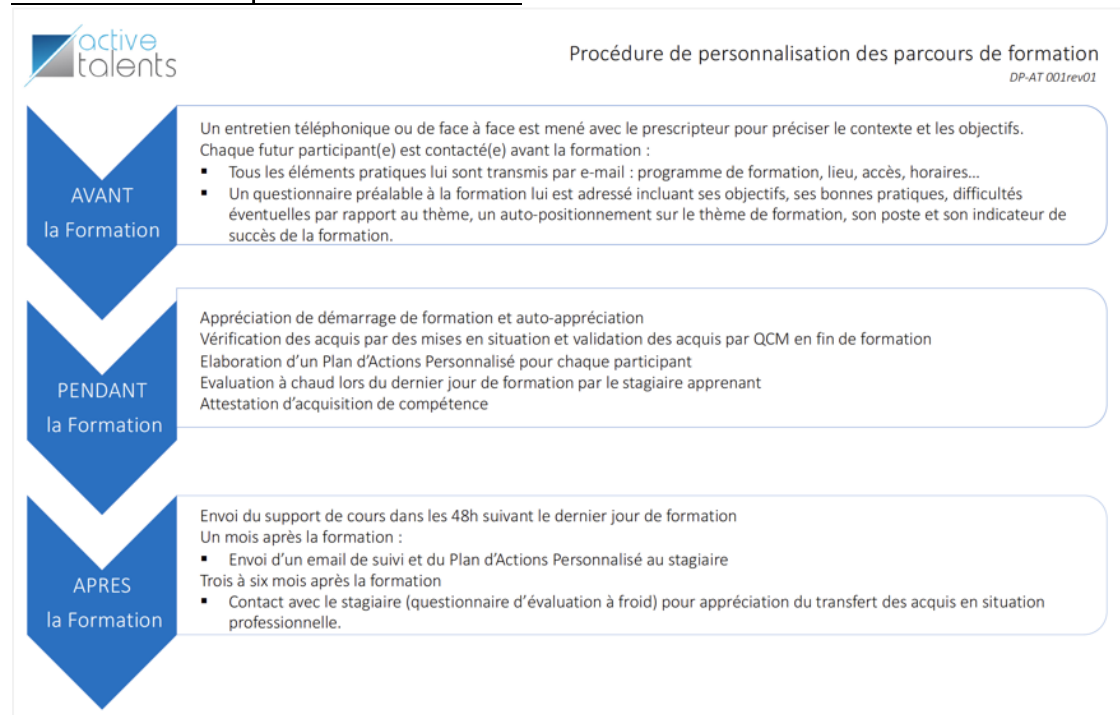 active
talents
Procédure de personnalisation des parcours de formation
DP-AT 001rev01
AVANT
la Formation
Un entretien téléphonique ou de face à face est mené avec le prescripteur pour préciser le contexte et les objectifs.
Chaque futur participant(e) est contacté(e) avant la formation :
▪ Tous les éléments pratiques lui sont transmis par e-mail : programme de formation, lieu, accès, horaires…
▪ Un questionnaire préalable à la formation lui est adressé incluant ses objectifs, ses bonnes pratiques, difficultés
éventuelles par rapport au thème, un auto-positionnement sur le thème de formation, son poste et son indicateur de
succès de la formation.
PENDANT
la Formation
Appréciation de démarrage de formation et auto-appréciation
Vérification des acquis par des mises en situation et validation des acquis par QCM en fin de formation
Elaboration d’un Plan d’Actions Personnalisé pour chaque participant
Evaluation à chaud lors du dernier jour de formation par le stagiaire apprenant
Attestation d’acquisition de compétence
APRES
la Formation
Envoi du support de cours dans les 48h suivant le dernier jour de formation
Un mois après la formation :
▪ Envoi d’un email de suivi et du Plan d’Actions Personnalisé au stagiaire
Trois à six mois après la formation
▪ Contact avec le stagiaire (questionnaire d’évaluation à froid) pour appréciation du transfert des acquis en situation
professionnelle.